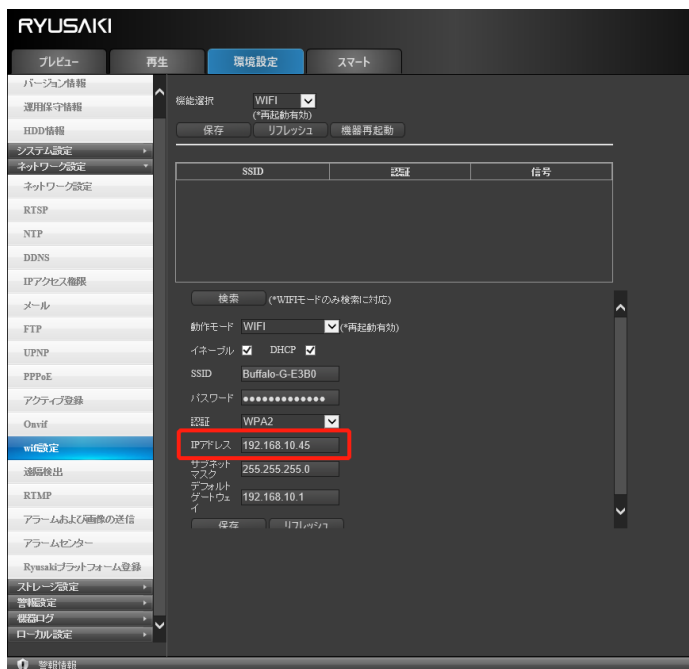 RYUSAKI
プレビュー 再生 環境設定 スマート
バージョン情報
運用保守情報
HDD情報
システム設定
ネットワーク設定
ネットワーク設定
RTSP
NTP
DDNS
IPアクセス権限
メール
FTP
UPNP
PPPoE
アクティブ登録
Onvif
wifi設定
遠隔検出
RTMP
アラームおよび画像の送信
アラームセンター
Ryusakiプラットフォーム登録
ストレージ設定
警報設定
機器ログ
ローカル設定
機能選択 WIFI
(*再起動有効)
保存 リフレッシュ 機器再起動
SSID 認証 信号
検索 (*WIFIモードのみ検索に対応)
動作モード WIFI (*再起動有効)
イネーブル DHCP
SSID Buffalo-G-E3B0
パスワード •••••••••••••
認証 WPA2
IPアドレス 192.168.10.45
サブネット
マスク 255.255.255.0
デフォルト
ゲートウェ 192.168.10.1
イ
保存 リフレッシュ
警報情報